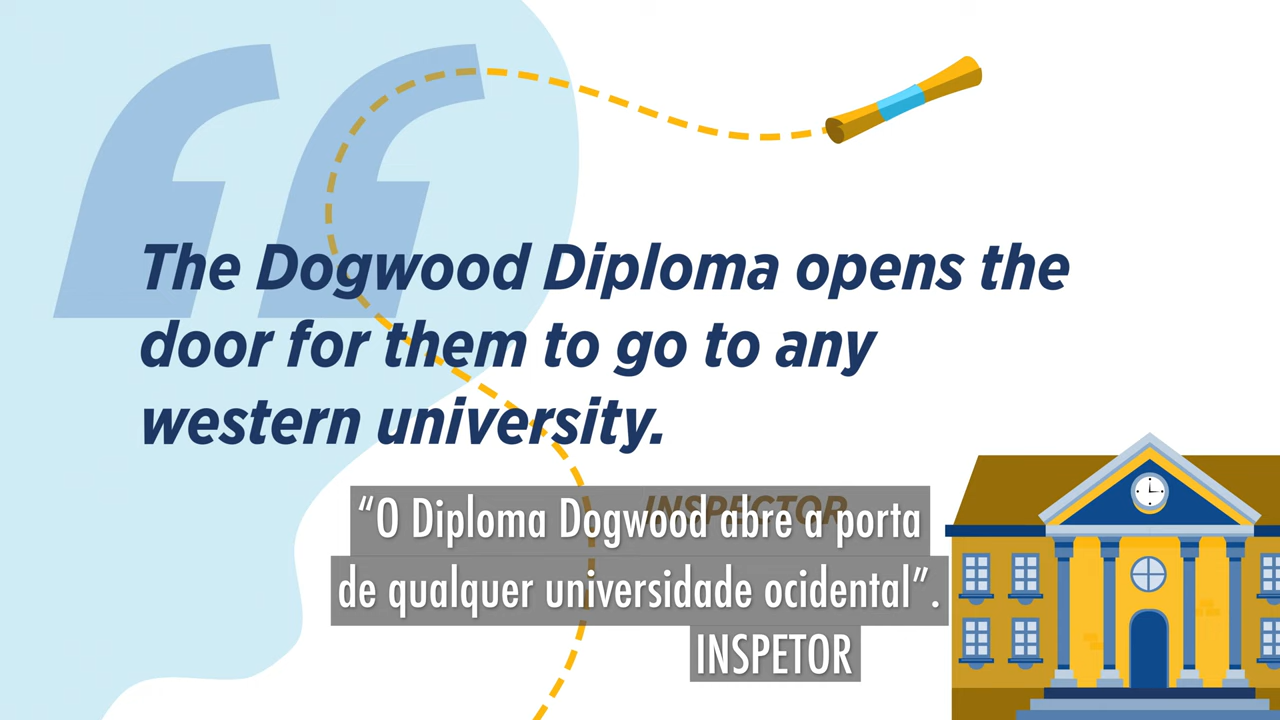 The Dogwood Diploma opens the
door for them to go to any
western university.
INSPECTOR
“O Diploma Dogwood abre a porta
de qualquer universidade ocidental”.
INSPETOR